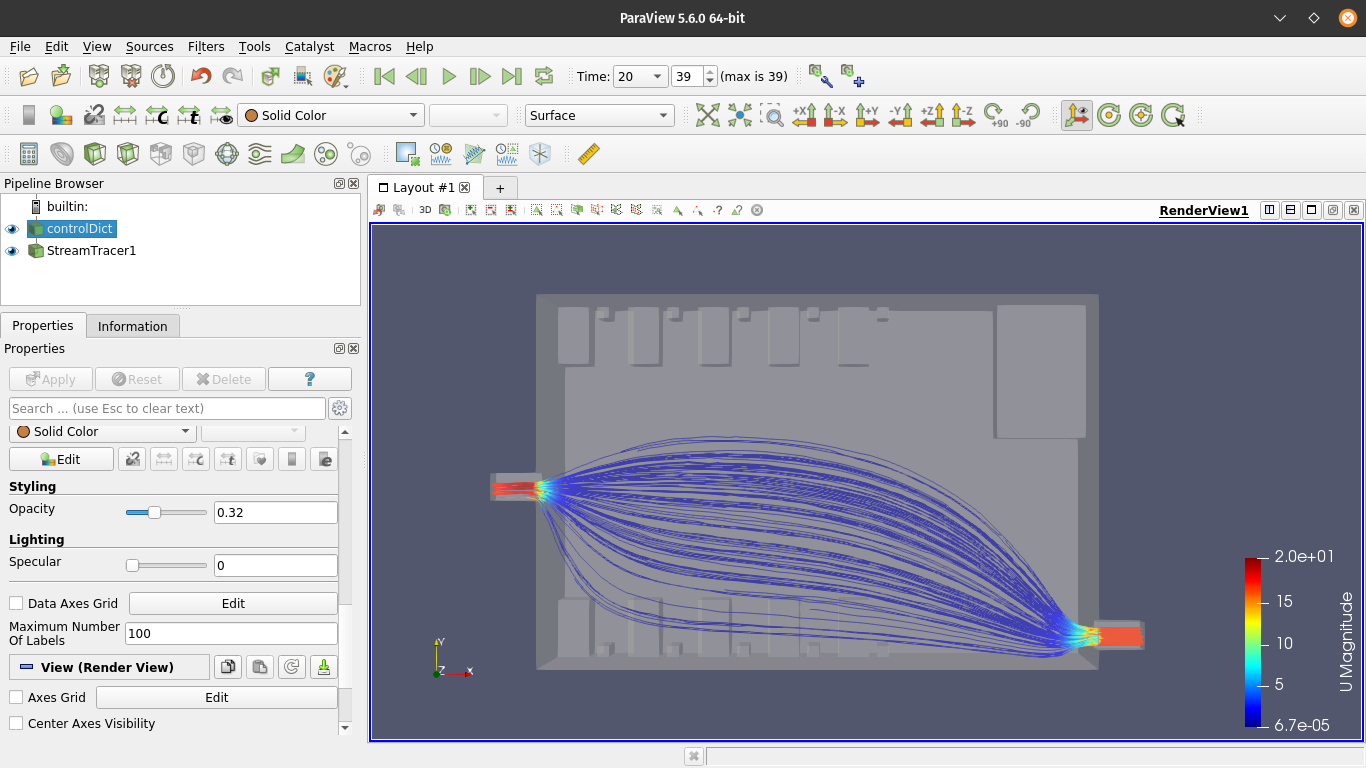 ParaView 5.6.0 64-bit
File Edit View Sources Filters Tools Catalyst Macros Help
Time: 20 39 (max is 39)
Solid Color Surface +X -X +Y -Y +Z -Z +90 -90
Pipeline Browser
builtin:
controlDict
StreamTracer1
Properties Information
Properties
Apply Reset Delete ?
Search ... (use Esc to clear text)
Solid Color
Edit
Styling
Opacity 0.32
Lighting
Specular 0
Data Axes Grid Edit
Maximum Number
Of Labels 100
View (Render View)
Axes Grid Edit
Center Axes Visibility
Layout #1 +
3D RenderView1
Y
Z X
2.0e+01
15
10
5
6.7e-05
U Magnitude